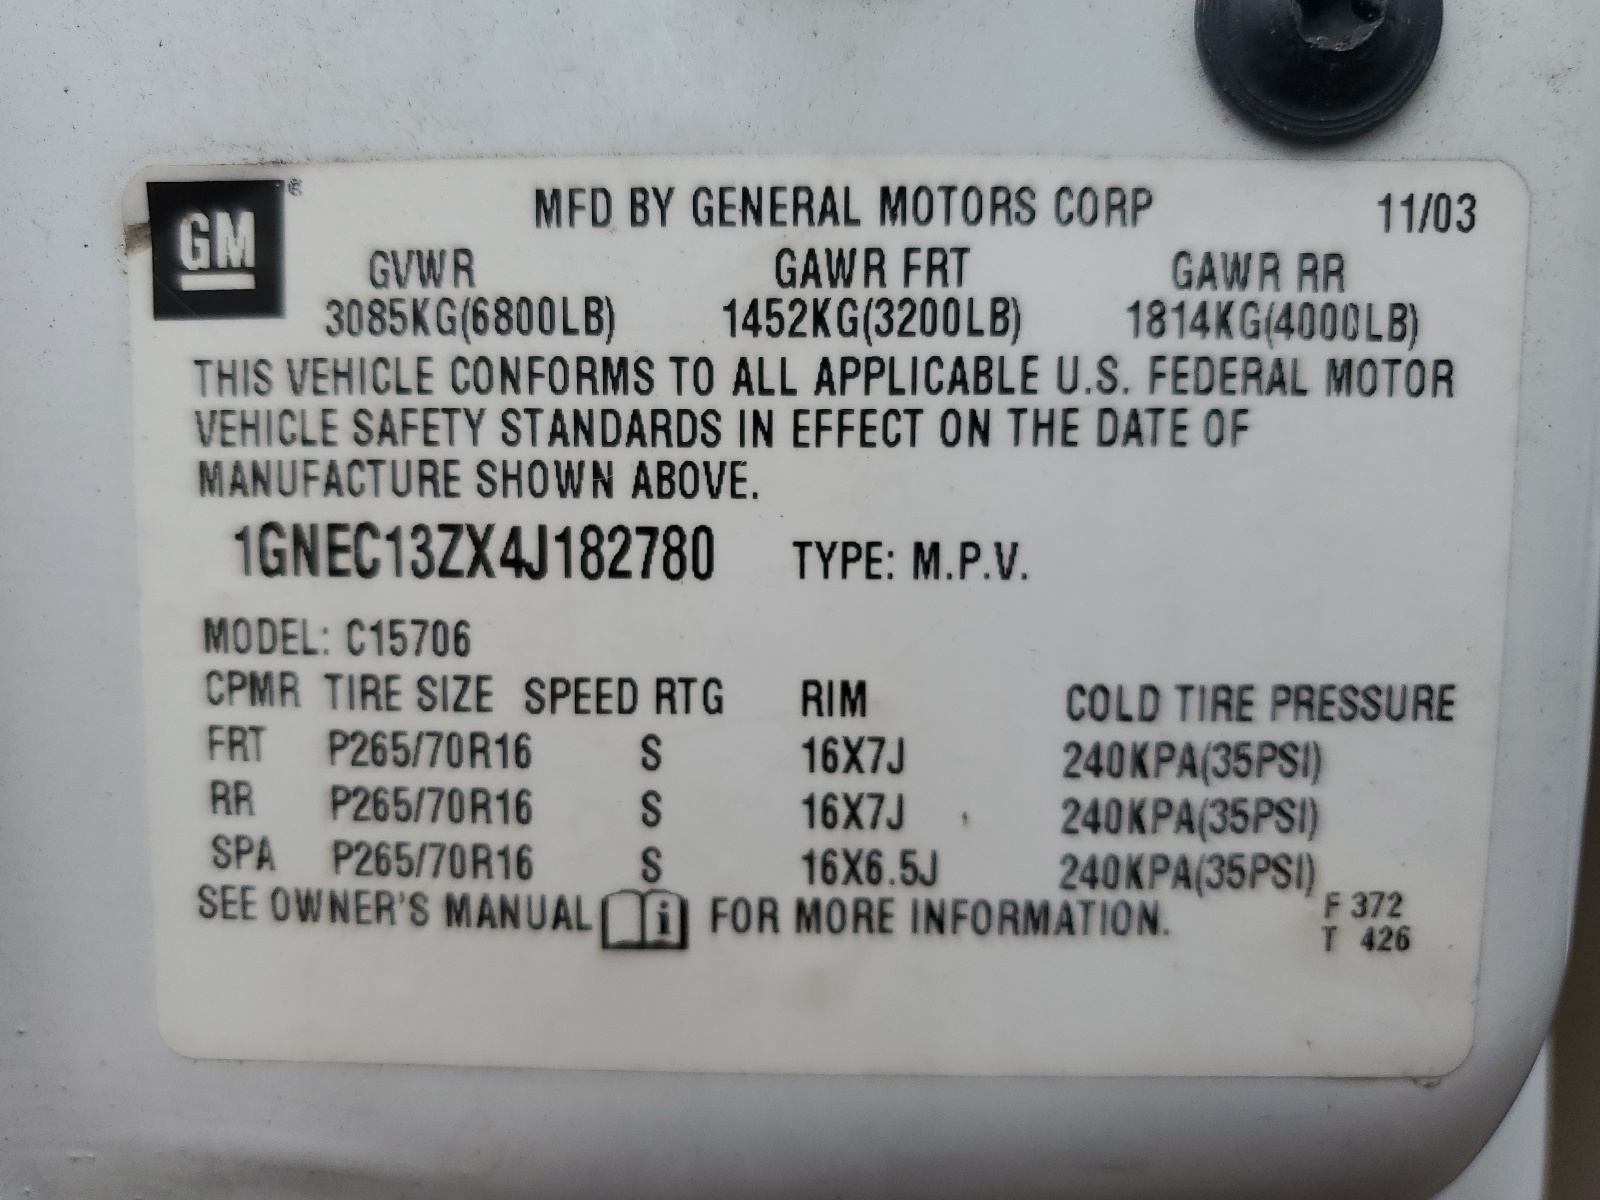 GM ®
MFD BY GENERAL MOTORS CORP 11/03
GVWR GAWR FRT GAWR RR
3085KG(6800LB) 1452KG(3200LB) 1814KG(4000LB)
THIS VEHICLE CONFORMS TO ALL APPLICABLE U.S. FEDERAL MOTOR
VEHICLE SAFETY STANDARDS IN EFFECT ON THE DATE OF
MANUFACTURE SHOWN ABOVE.
1GNEC13ZX4J182780 TYPE: M.P.V.
MODEL: C15706
CPMR TIRE SIZE SPEED RTG RIM COLD TIRE PRESSURE
FRT P265/70R16 S 16X7J 240KPA(35PSI)
RR P265/70R16 S 16X7J 240KPA(35PSI)
SPA P265/70R16 S 16X6.5J 240KPA(35PSI)
SEE OWNER'S MANUAL i FOR MORE INFORMATION.
F 372
T 426